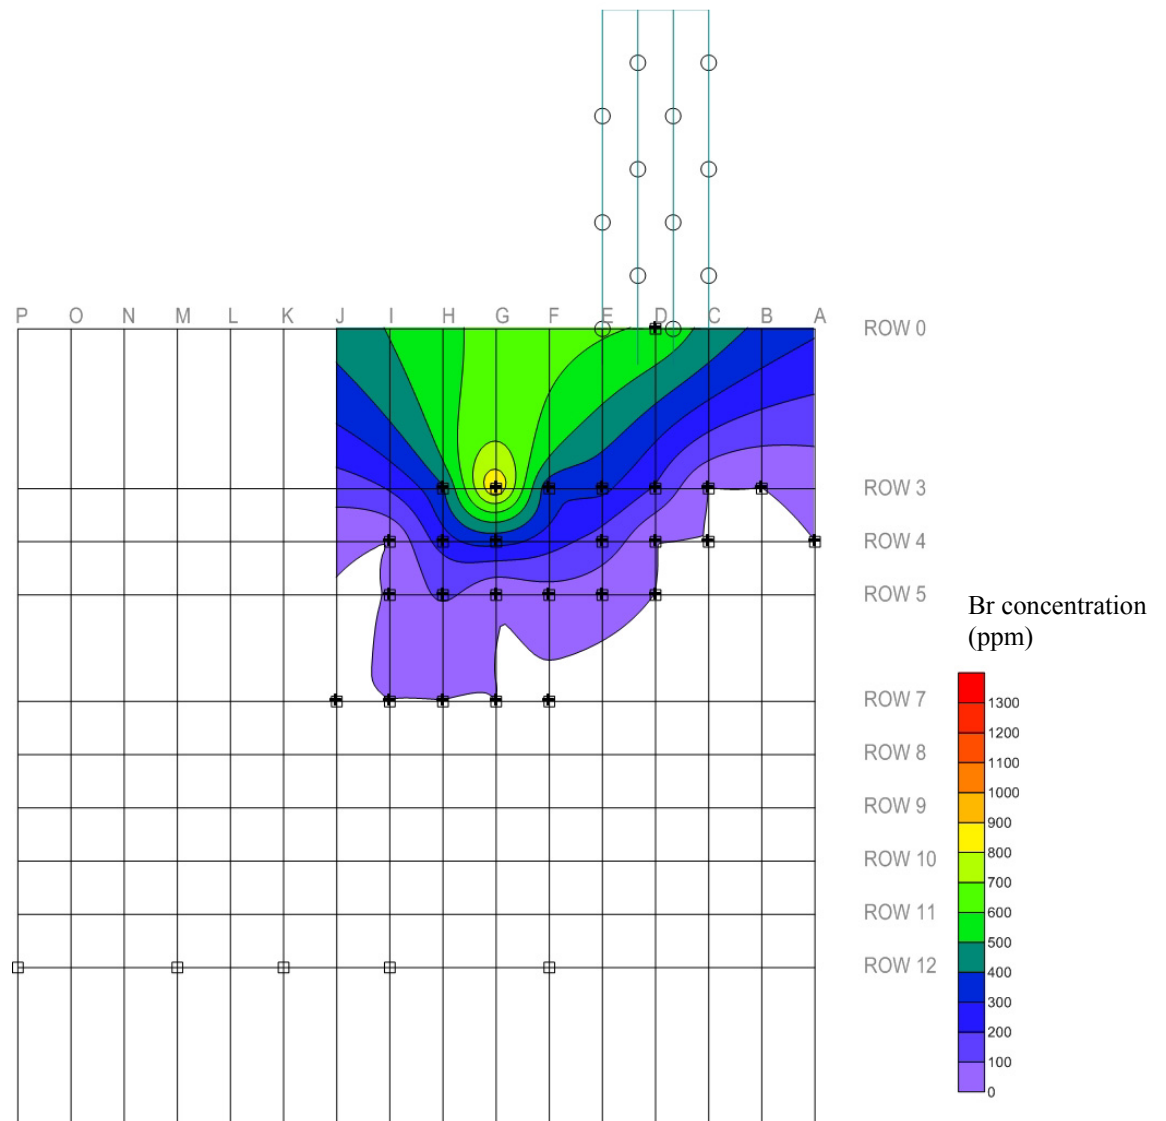 P O N M L K J I H G F E D C B A
ROW 0
ROW 3
ROW 4
ROW 5
ROW 7
ROW 8
ROW 9
ROW 10
ROW 11
ROW 12
Br concentration
(ppm)
1300
1200
1100
1000
900
800
700
600
500
400
300
200
100
0